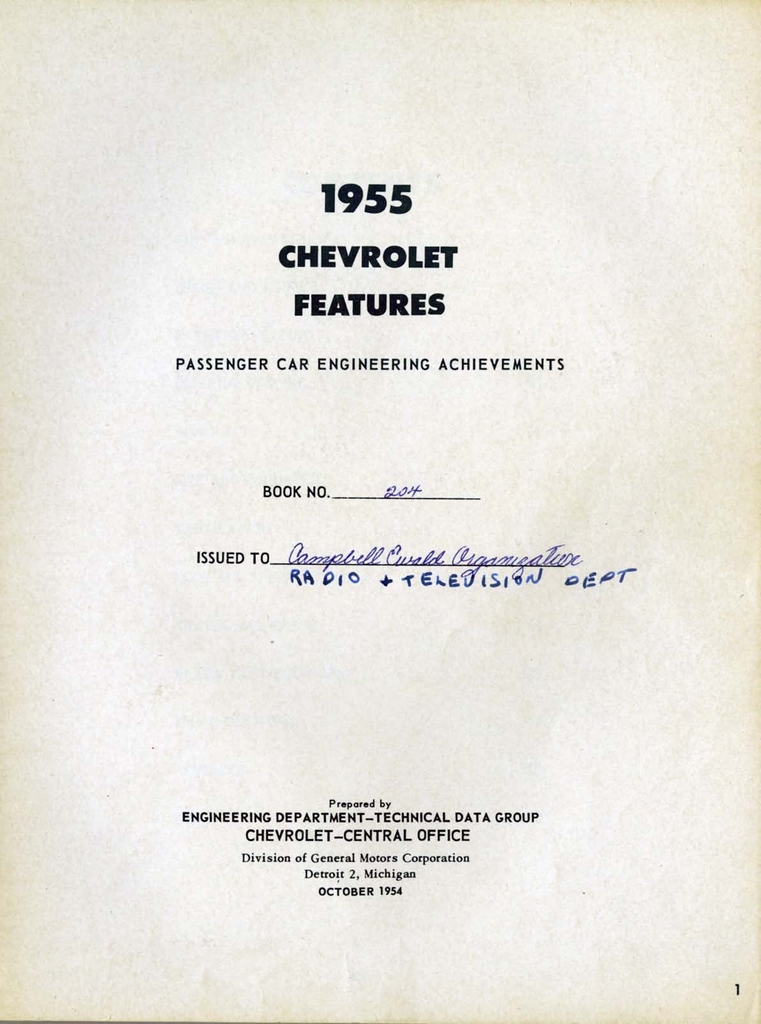 1955
CHEVROLET
FEATURES
PASSENGER CAR ENGINEERING ACHIEVEMENTS
BOOK NO. 204
ISSUED TO Campbell Ewald Organization
RADIO + TELEVISION DEPT
Prepared by
ENGINEERING DEPARTMENT–TECHNICAL DATA GROUP
CHEVROLET–CENTRAL OFFICE
Division of General Motors Corporation
Detroit 2, Michigan
OCTOBER 1954
1